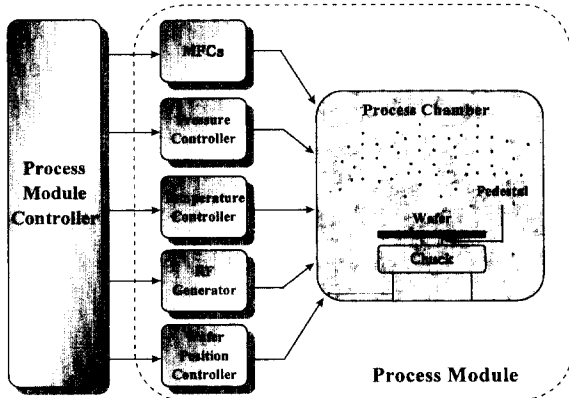 MFCs
Process Chamber
Pressure
Controller
Process
Module
Controller
Pedestal
Temperature
Controller
Wafer
Chuck
RF
Generator
Wafer
Position
Controller
Process Module